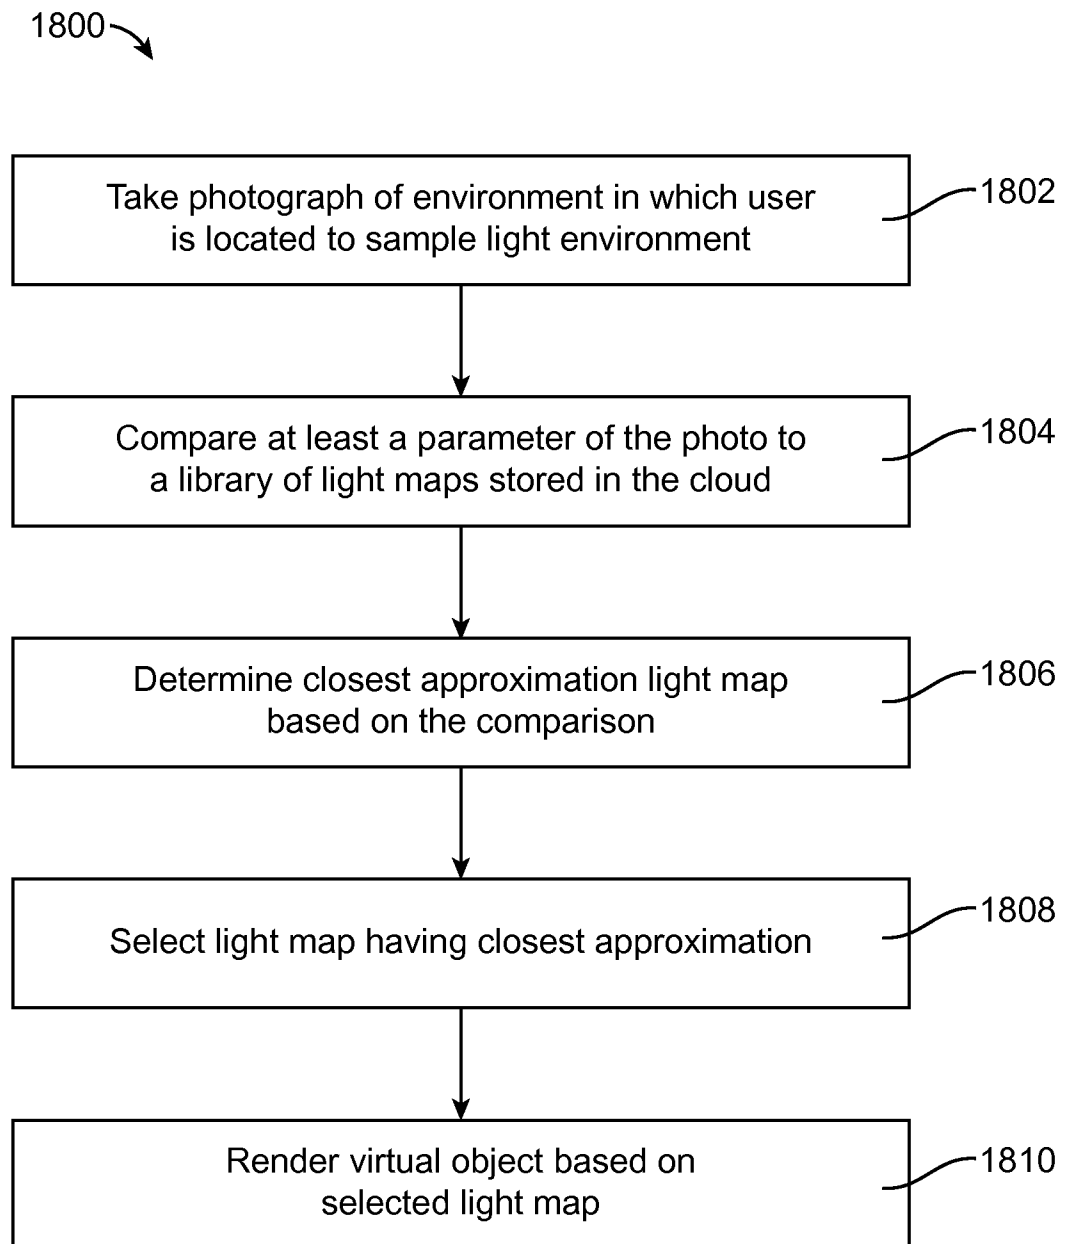 1800
Take photograph of environment in which user
is located to sample light environment
1802
Compare at least a parameter of the photo to
a library of light maps stored in the cloud
1804
Determine closest approximation light map
based on the comparison
1806
Select light map having closest approximation
1808
Render virtual object based on
selected light map
1810